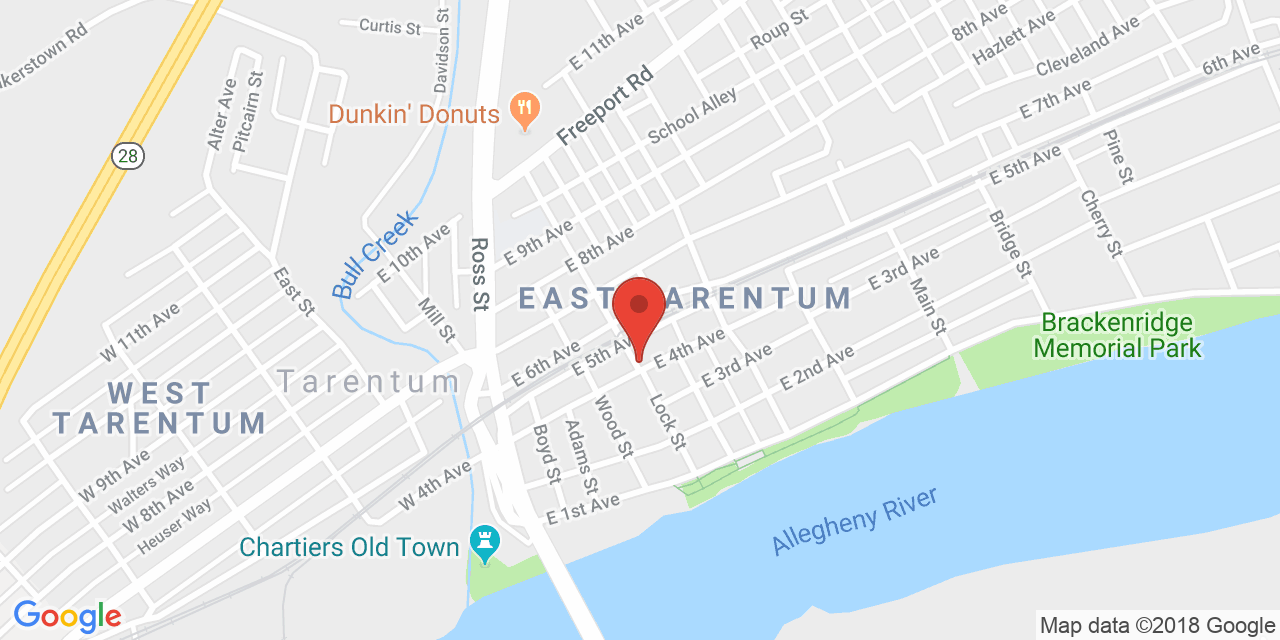 Curtis St
Davidson St
E 11th Ave
Roup St
8th Ave
Hazlett Ave
Cleveland Ave
6th Ave
kerstown Rd
Alter Ave
Pitcairn St
Dunkin' Donuts
Freeport Rd
School Alley
E 7th Ave
28
Pine St
E 5th Ave
Cherry St
Bull Creek
E 10th Ave
Ross St
E 9th Ave
E 8th Ave
Bridge St
E 3rd Ave
Main St
East St
Mill St
EAST TARENTUM
W 11th Ave
E 6th Ave
E 5th Ave
E 4th Ave
E 3rd Ave
E 2nd Ave
Brackenridge
Memorial Park
WEST
TARENTUM
Tarentum
Wood St
Lock St
Boyd St
Adams St
W 9th Ave
Walters Way
W 8th Ave
Heuser Way
W 4th Ave
E 1st Ave
Allegheny River
Chartiers Old Town
Google
Map data ©2018 Google